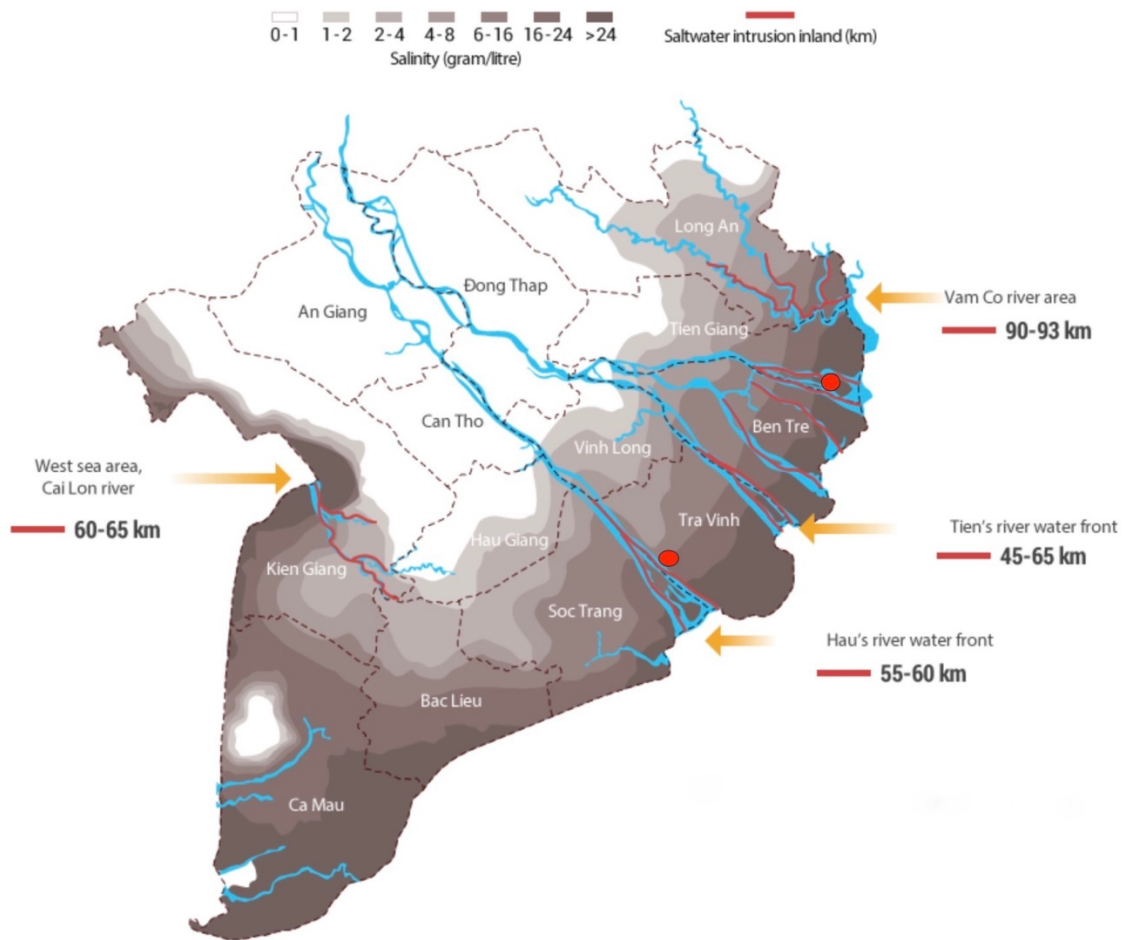 0-1 1-2 2-4 4-8 6-16 16-24 >24
Salinity (gram/litre)
Saltwater intrusion inland (km)
Long An
Đong Thap
An Giang
Vam Co river area
90-93 km
Tien Giang
Can Tho
Ben Tre
Vinh Long
West sea area,
Cai Lon river
60-65 km
Tra Vinh
Tien's river water front
45-65 km
Hau Giang
Kien Giang
Soc Trang
Hau's river water front
55-60 km
Bac Lieu
Ca Mau